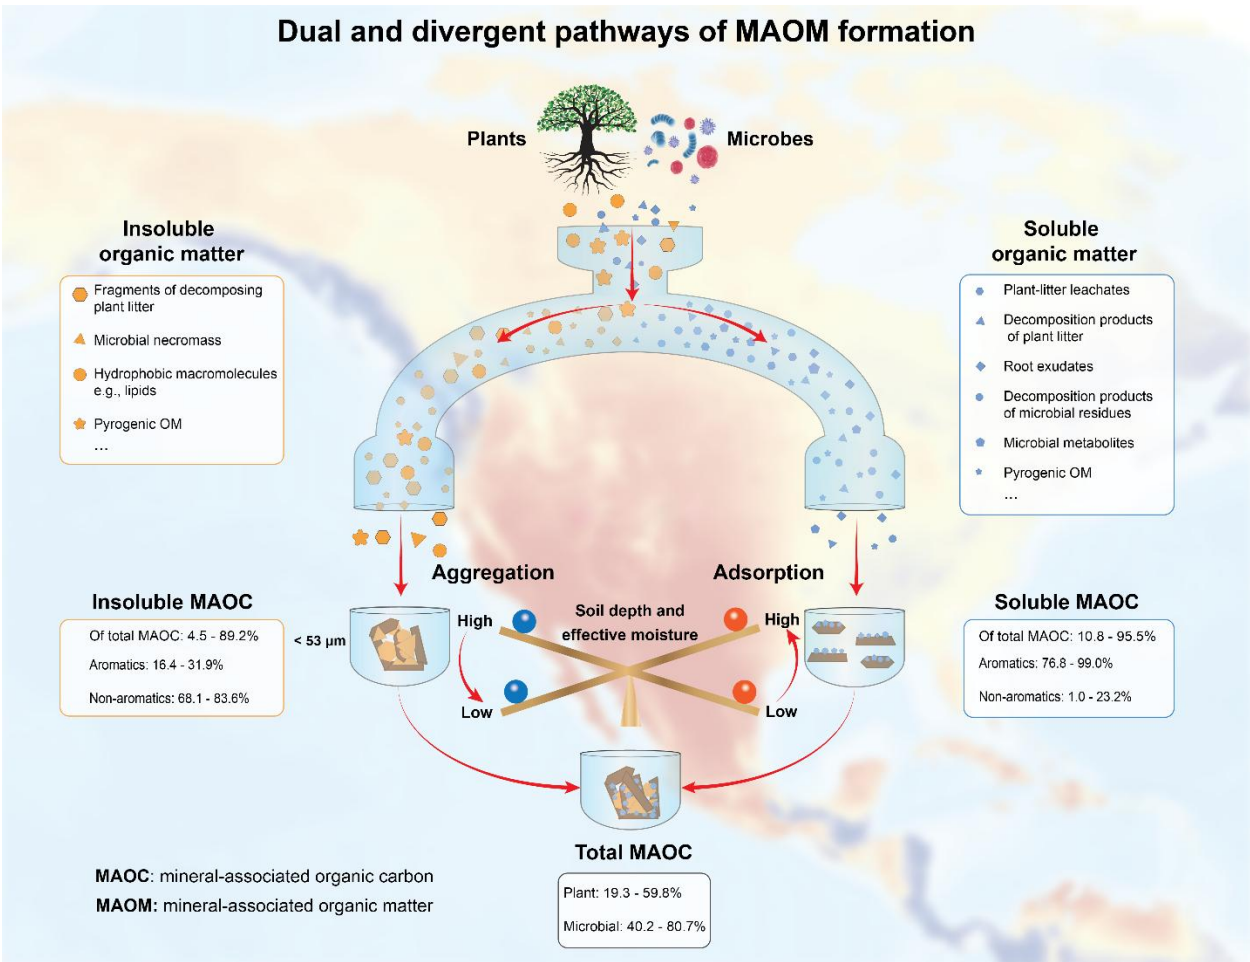 Dual and divergent pathways of MAOM formation
Plants
Microbes
Insoluble
organic matter
Fragments of decomposing
plant litter
Microbial necromass
Hydrophobic macromolecules
e.g., lipids
Pyrogenic OM
...
Soluble
organic matter
Plant-litter leachates
Decomposition products
of plant litter
Root exudates
Decomposition products
of microbial residues
Microbial metabolites
Pyrogenic OM
...
Aggregation
Adsorption
Insoluble MAOC
Of total MAOC: 4.5 - 89.2%
Aromatics: 16.4 - 31.9%
Non-aromatics: 68.1 - 83.6%
< 53 µm
High
Low
Soil depth and
effective moisture
High
Low
Soluble MAOC
Of total MAOC: 10.8 - 95.5%
Aromatics: 76.8 - 99.0%
Non-aromatics: 1.0 - 23.2%
Total MAOC
Plant: 19.3 - 59.8%
Microbial: 40.2 - 80.7%
MAOC: mineral-associated organic carbon
MAOM: mineral-associated organic matter